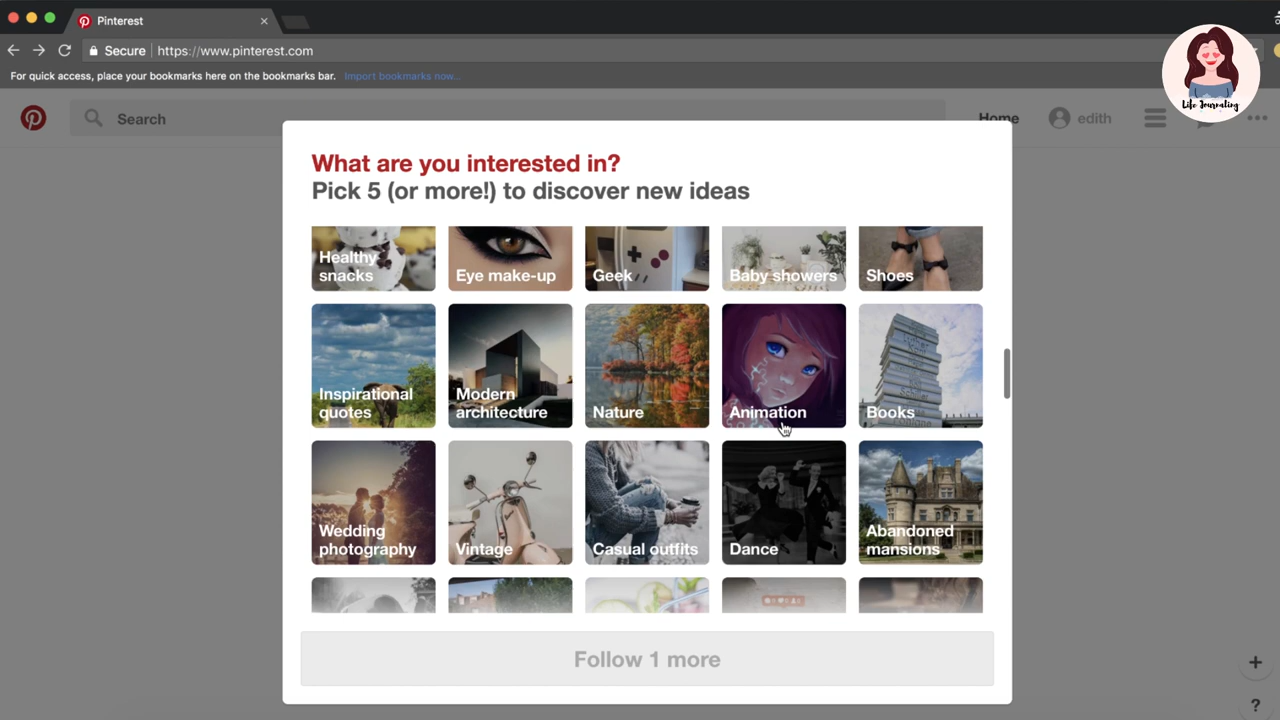 Pinterest
Secure
https://www.pinterest.com
For quick access, place your bookmarks here on the bookmarks bar. Import bookmarks now...
Life Journaling
Search
Home
edith
What are you interested in?
Pick 5 (or more!) to discover new ideas
Healthy
snacks
Eye make-up
Geek
Baby showers
Shoes
Inspirational
quotes
Modern
architecture
Nature
Animation
Books
Wedding
photography
Vintage
Casual outfits
Dance
Abandoned
mansions
Follow 1 more